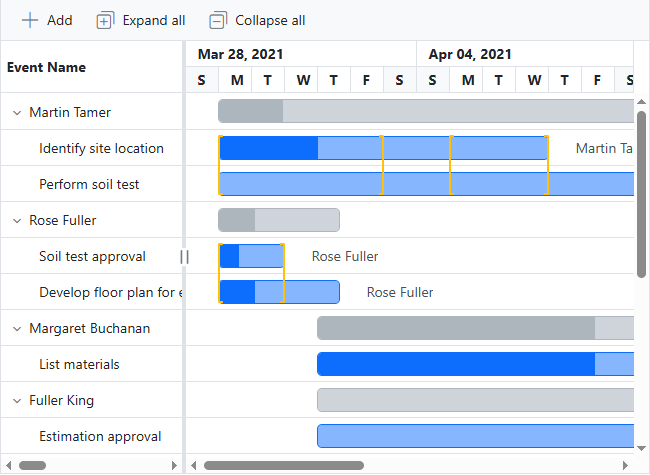 Add Expand all Collapse all
Event Name
Mar 28, 2021 Apr 04, 2021
S M T W T F S S M T W T F S
Martin Tamer
Identify site location Martin Ta
Perform soil test
Rose Fuller
Soil test approval Rose Fuller
Develop floor plan for e Rose Fuller
Margaret Buchanan
List materials
Fuller King
Estimation approval